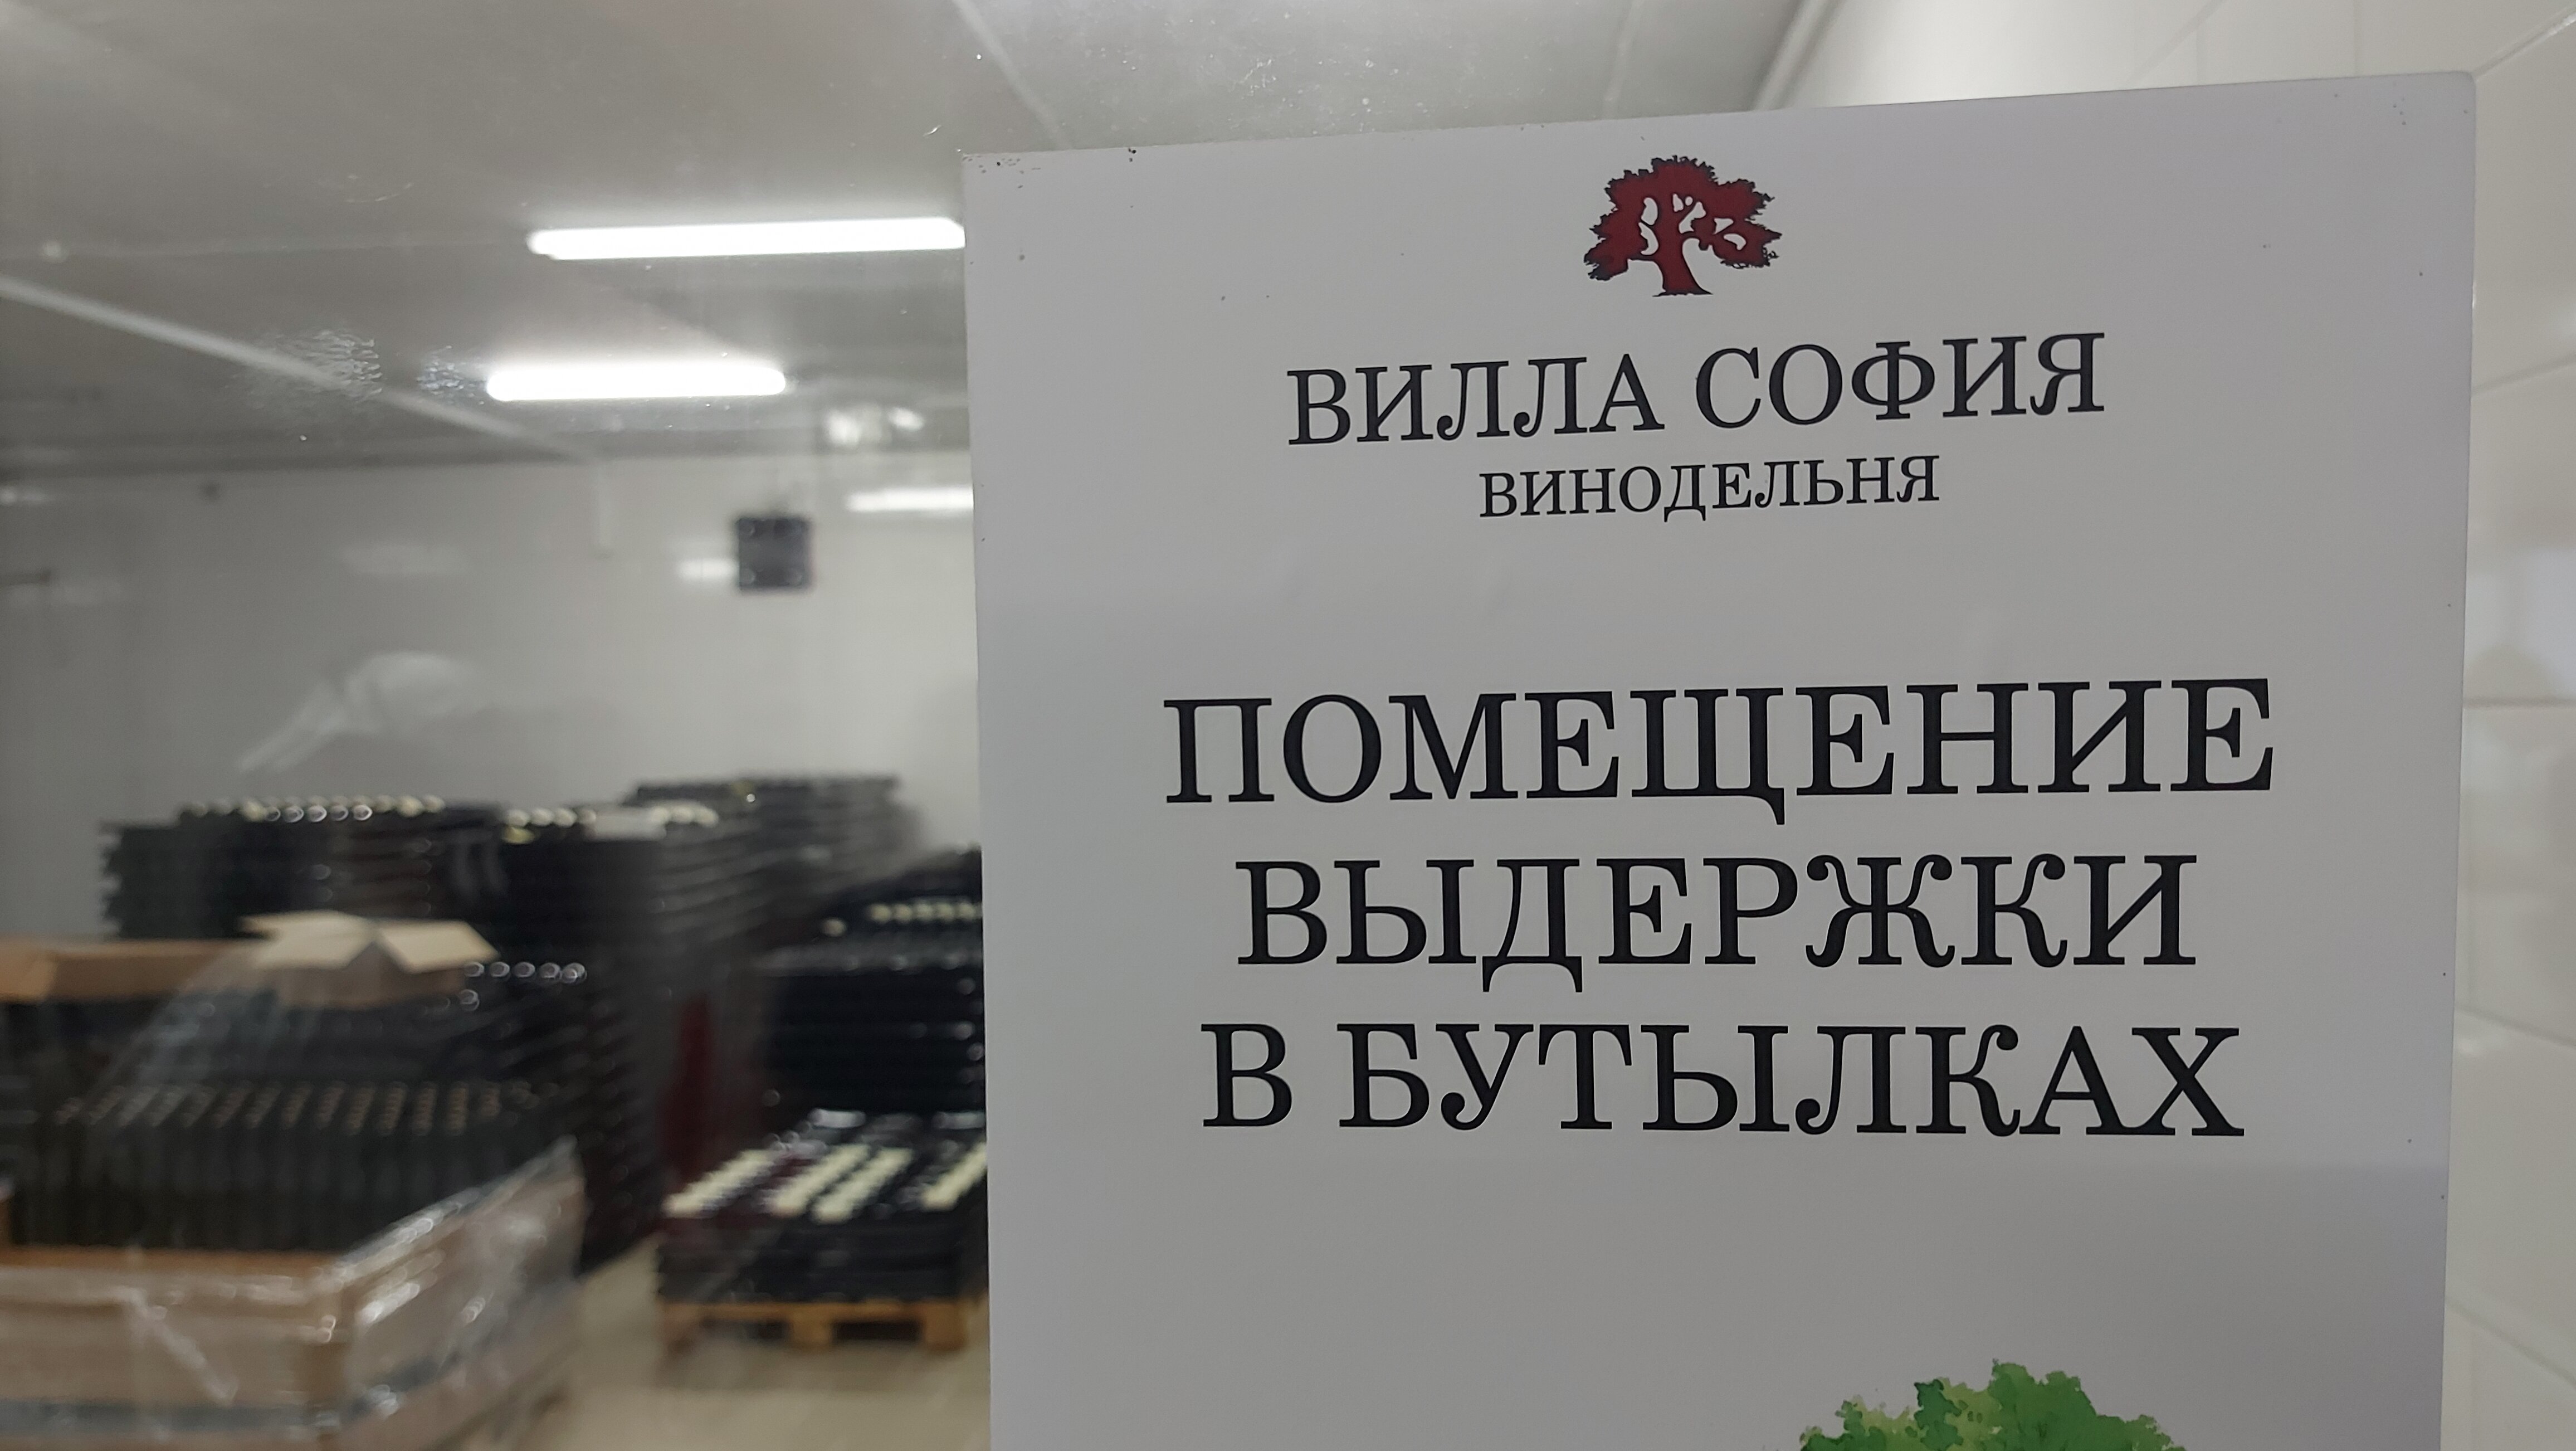 ВИЛЛА СОФИЯ
ВИНОДЕЛЬНЯ
ПОМЕЩЕНИЕ
ВЫДЕРЖКИ
В БУТЫЛКАХ